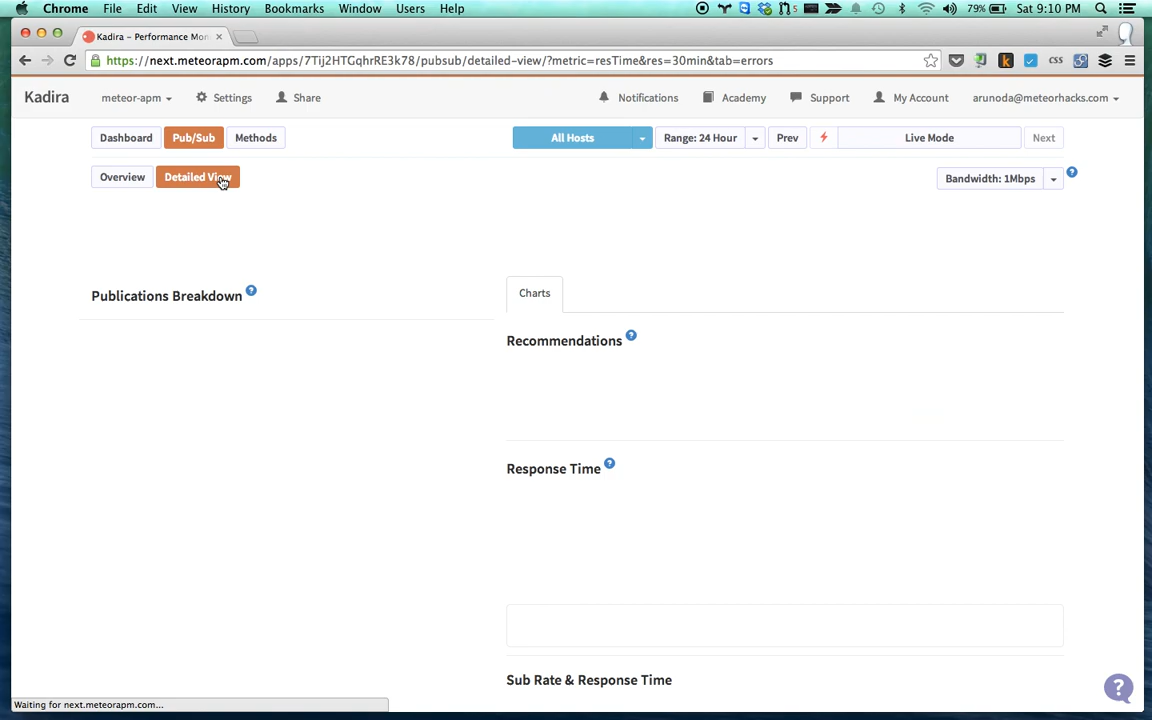 Chrome File Edit View History Bookmarks Window Users Help 5 79% Sat 9:10 PM
Kadira – Performance Mon
https://next.meteorapm.com/apps/7Tij2HTGqhrRE3k78/pubsub/detailed-view/?metric=resTime&res=30min&tab=errors
Kadira meteor-apm Settings Share Notifications Academy Support My Account arunoda@meteorhacks.com
Dashboard Pub/Sub Methods All Hosts Range: 24 Hour Prev Live Mode Next
Overview Detailed View Bandwidth: 1Mbps ?
Publications Breakdown ? Charts
Recommendations ?
Response Time ?
Sub Rate & Response Time
Waiting for next.meteorapm.com... ?